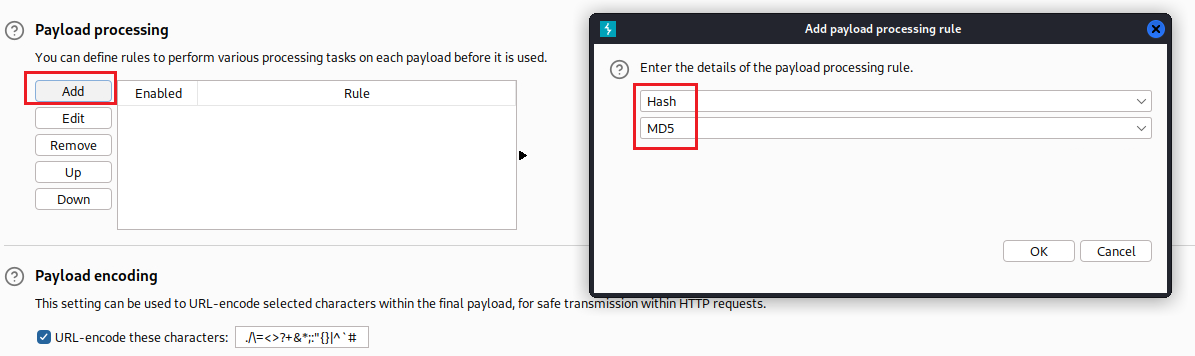 Payload processing
You can define rules to perform various processing tasks on each payload before it is used.
Add
Enabled
Rule
Edit
Remove
Up
Down
Payload encoding
This setting can be used to URL-encode selected characters within the final payload, for safe transmission within HTTP requests.
URL-encode these characters:
./\=<>?+&*;:"{}|^`#
Add payload processing rule
Enter the details of the payload processing rule.
Hash
MD5
OK
Cancel